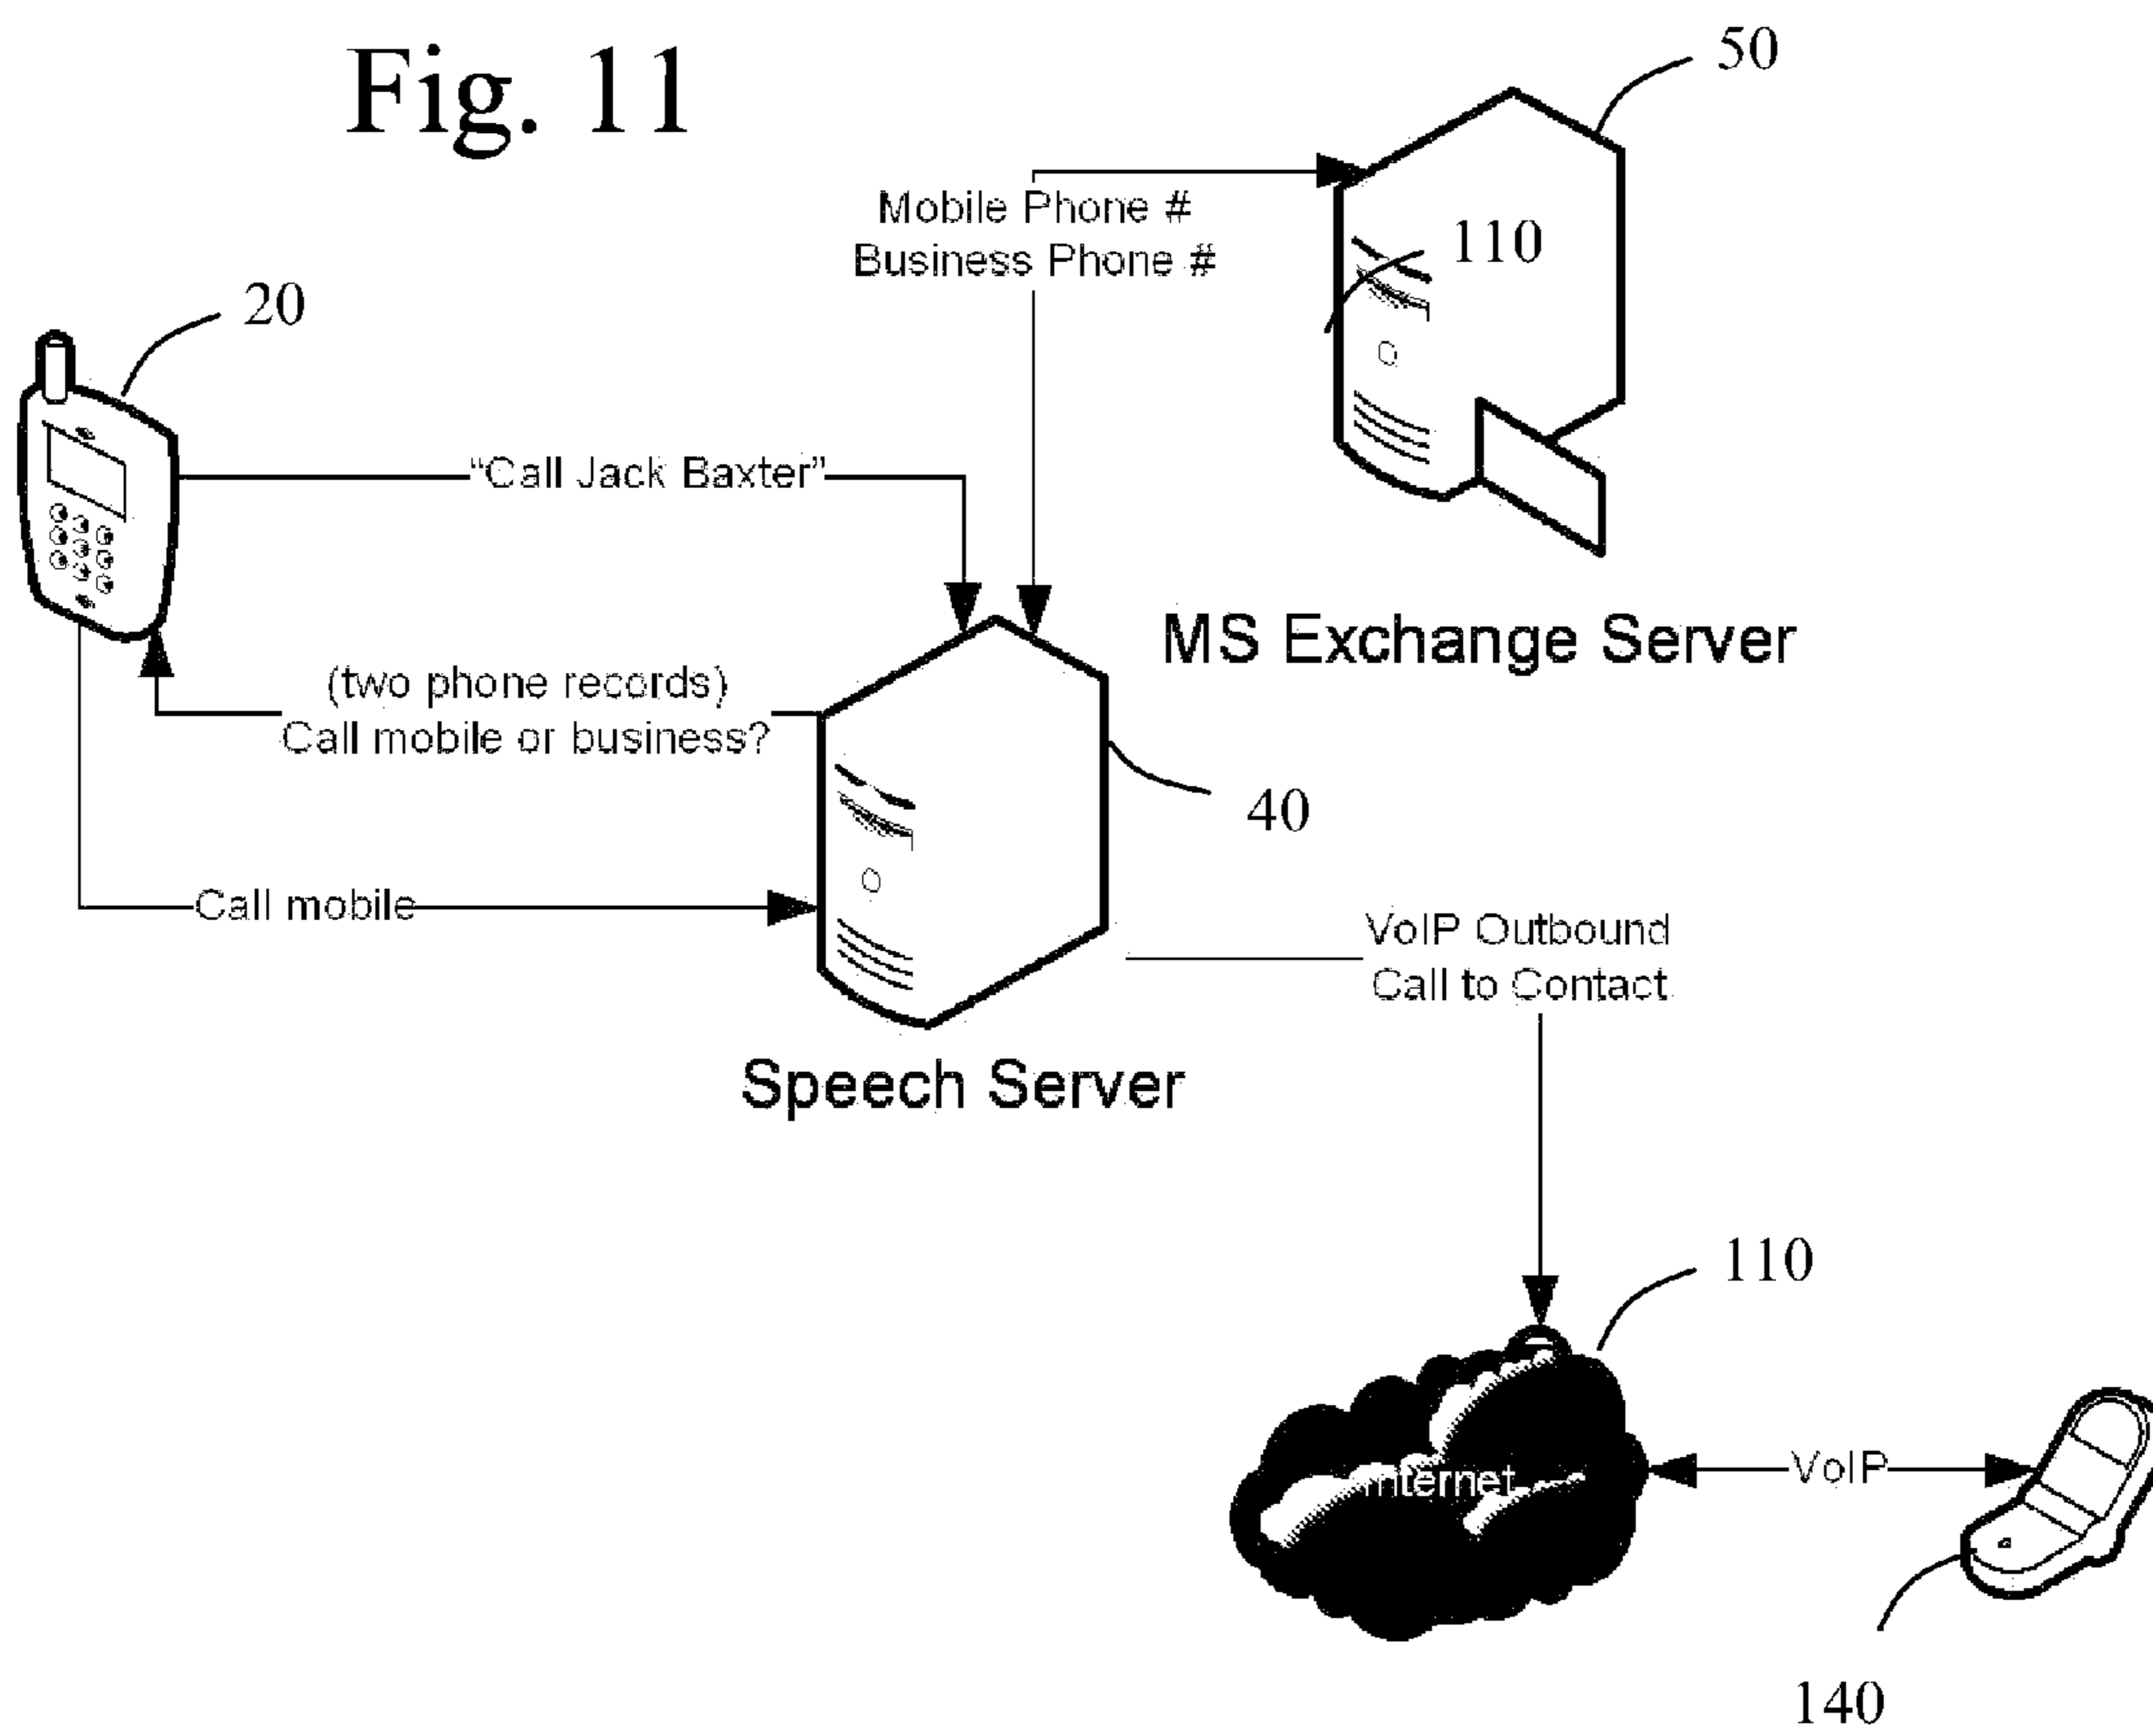 Fig. 11
50
Mobile Phone #
Business Phone #
110
20
"Call Jack Baxter"
MS Exchange Server
(two phone records)
Call mobile or business?
40
Call mobile
VoIP Outbound
Call to Contact
Speech Server
110
Internet
VoIP
140